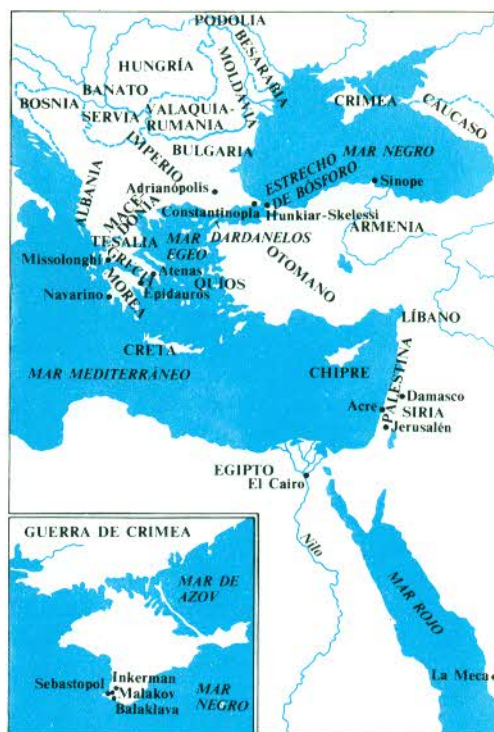 PODOLIA
BESARABIA
MOLDAVIA
HUNGRÍA
BANATO
BOSNIA
SERVIA
VALAQUIA-
RUMANIA
CRIMEA
CAUCASO
IMPERIO
BULGARIA
MAR NEGRO
ESTRECHO
DE BÓSFORO
Sinope
Adrianópolis
ALBANIA
MACE-
DONIA
Constantinopla
Hunkiar-Skelessi
ARMENIA
TESALIA
MAR
EGEO
DARDANELOS
OTOMANO
Missolonghi
GRECIA
Atenas
QUÍOS
Navarino
MOREA
Epidauros
LÍBANO
CRETA
MAR MEDITERRÁNEO
CHIPRE
PALESTINA
Damasco
Acre
SIRIA
Jerusalén
EGIPTO
El Cairo
Nilo
MAR ROJO
La Meca
GUERRA DE CRIMEA
MAR DE
AZOV
Inkerman
Sebastopol
Malakov
Balaklava
MAR
NEGRO